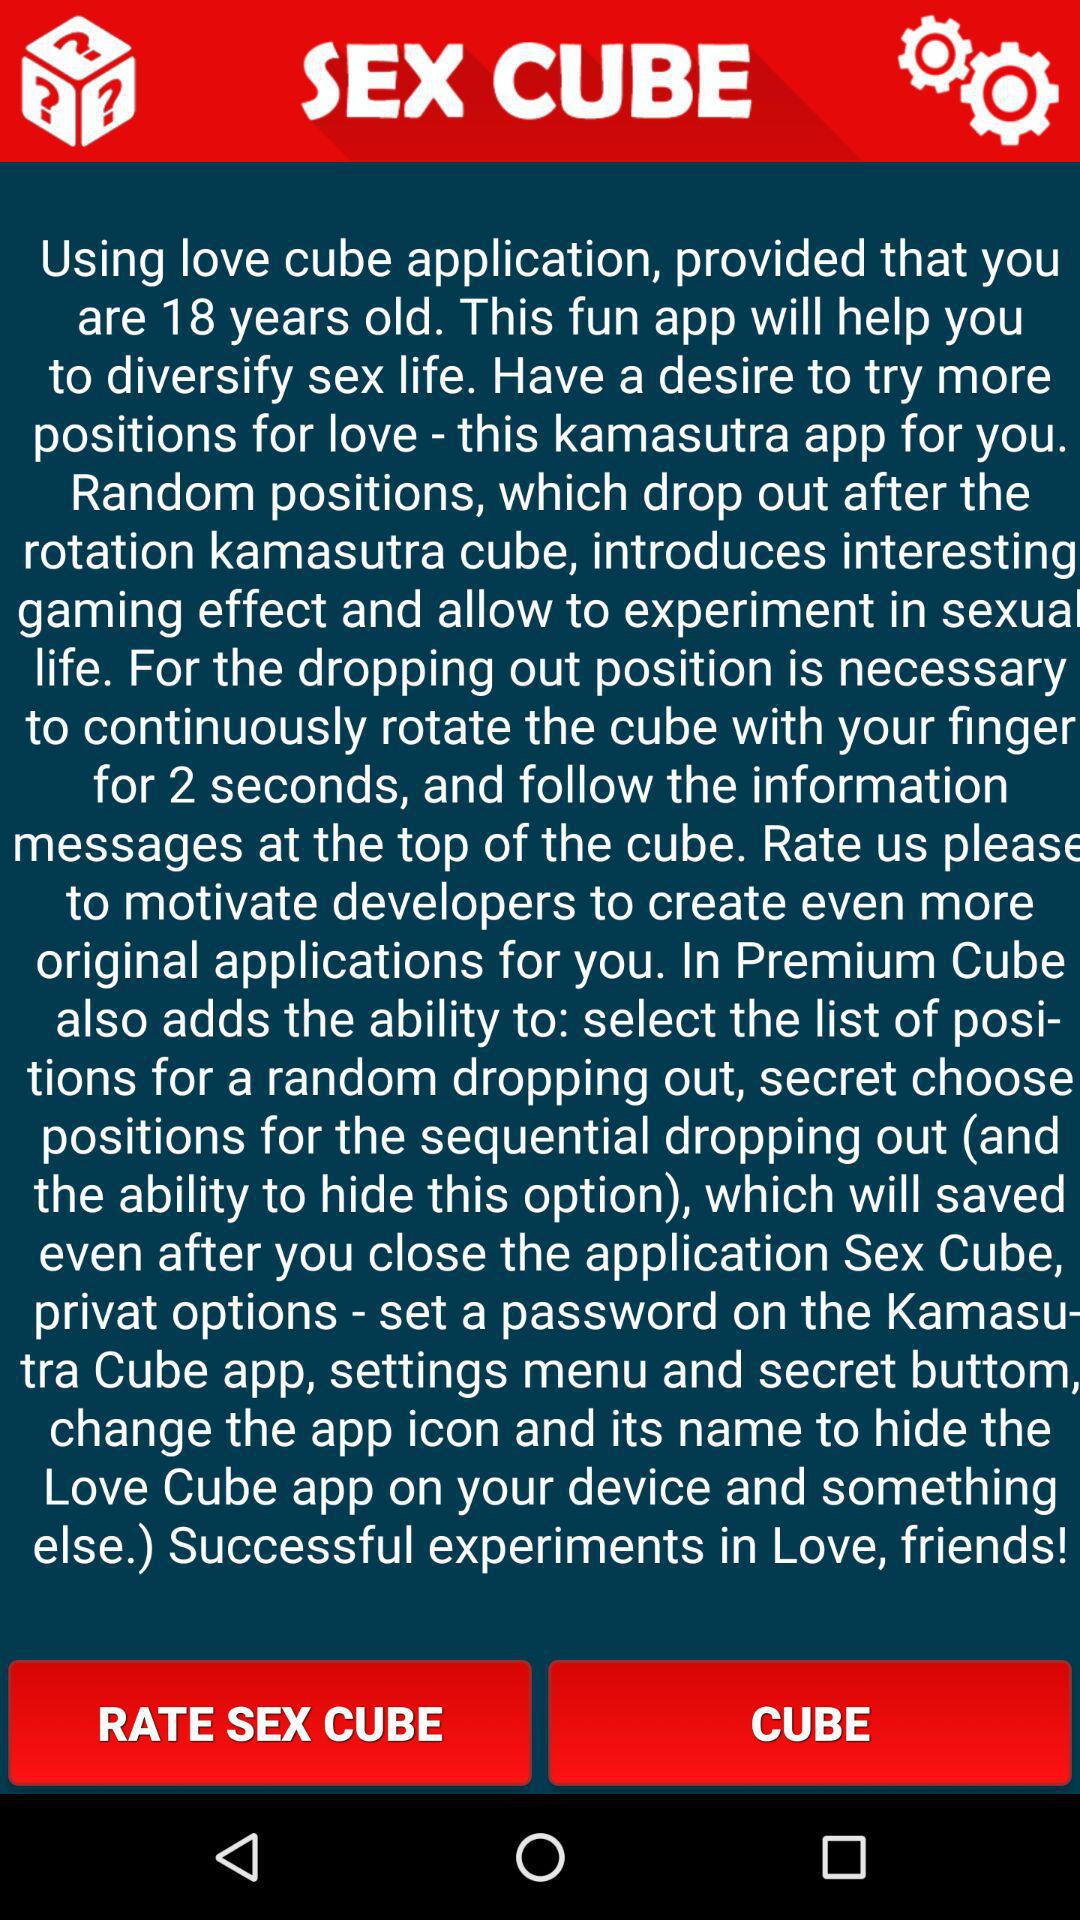 SEX CUBE
Using love cube application, provided that you
are 18 years old. This fun app will help you
to diversify sex life. Have a desire to try more
positions for love - this kamasutra app for you.
Random positions, which drop out after the
rotation kamasutra cube, introduces interesting
gaming effect and allow to experiment in sexual
life. For the dropping out position is necessary
to continuously rotate the cube with your finger
for 2 seconds, and follow the information
messages at the top of the cube. Rate us please
to motivate developers to create even more
original applications for you. In Premium Cube
also adds the ability to: select the list of posi-
tions for a random dropping out, secret choose
positions for the sequential dropping out (and
the ability to hide this option), which will saved
even after you close the application Sex Cube,
privat options - set a password on the Kamasu-
tra Cube app, settings menu and secret buttom,
change the app icon and its name to hide the
Love Cube app on your device and something
else.) Successful experiments in Love, friends!
RATE SEX CUBE
CUBE